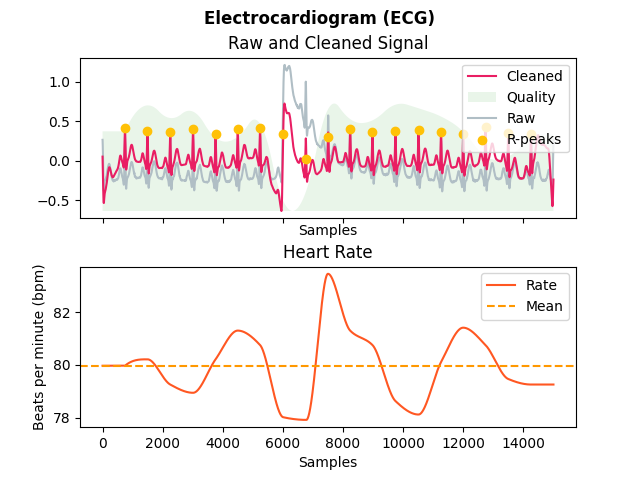 Electrocardiogram (ECG)
Raw and Cleaned Signal
1.0
0.5
0.0
−0.5
Cleaned
Quality
Raw
R-peaks
Samples
Heart Rate
Beats per minute (bpm)
82
80
78
Rate
Mean
0 2000 4000 6000 8000 10000 12000 14000
Samples